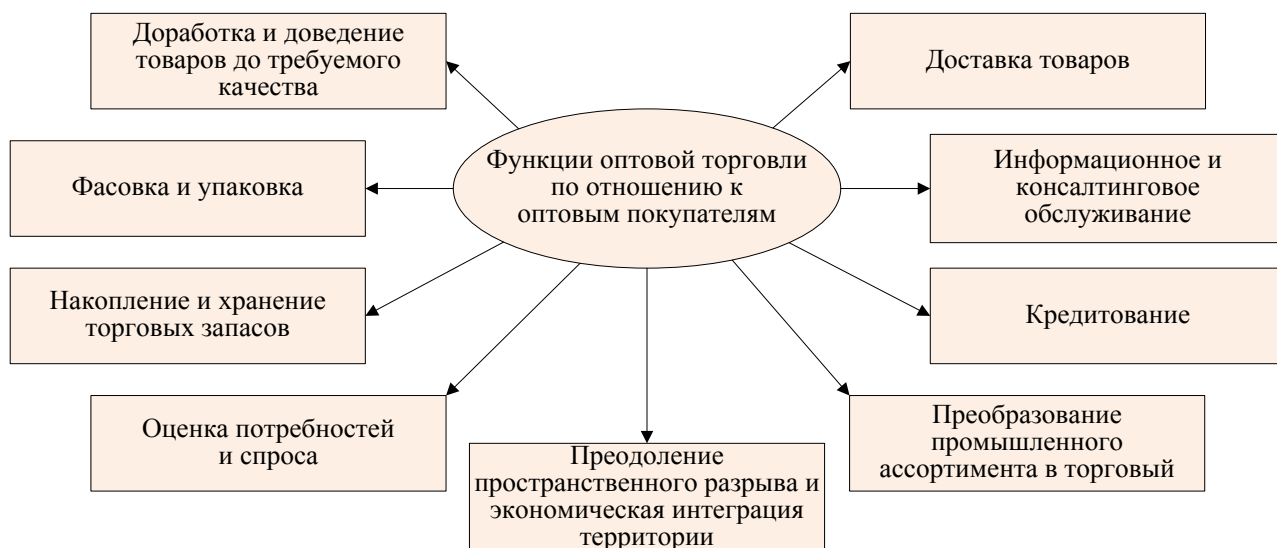 Доработка и доведение
товаров до требуемого
качества
Доставка товаров
Функции оптовой торговли
по отношению к
оптовым покупателям
Фасовка и упаковка
Информационное и
консалтинговое
обслуживание
Накопление и хранение
торговых запасов
Кредитование
Оценка потребностей
и спроса
Преодоление
пространственного разрыва и
экономическая интеграция
территории
Преобразование
промышленного
ассортимента в торговый